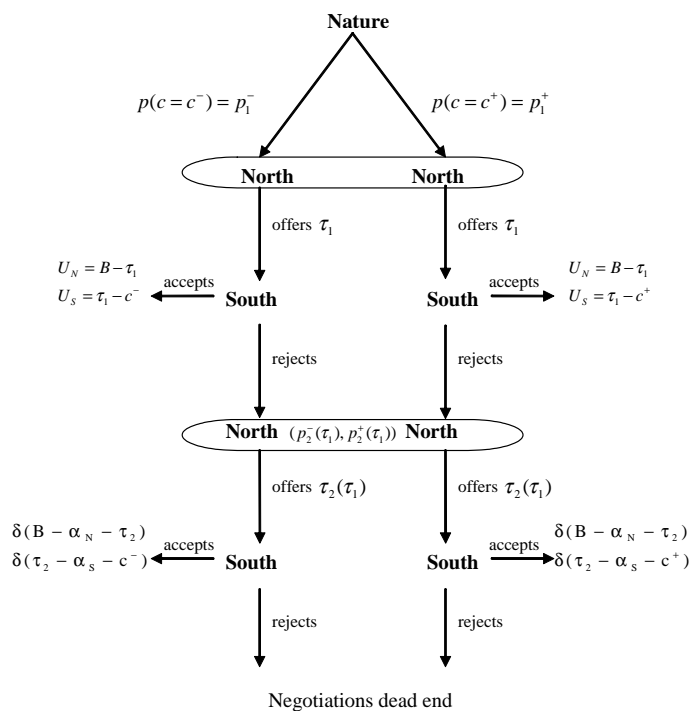 Nature
p(c = c⁻) = p₁⁻
p(c = c⁺) = p₁⁺
North
North
offers τ₁
offers τ₁
U_N = B − τ₁
U_S = τ₁ − c⁻
accepts
South
South
accepts
U_N = B − τ₁
U_S = τ₁ − c⁺
rejects
rejects
North (p₂⁻(τ₁), p₂⁺(τ₁)) North
offers τ₂(τ₁)
offers τ₂(τ₁)
δ(B − α_N − τ₂)
δ(τ₂ − α_S − c⁻)
accepts
South
South
accepts
δ(B − α_N − τ₂)
δ(τ₂ − α_S − c⁺)
rejects
rejects
Negotiations dead end